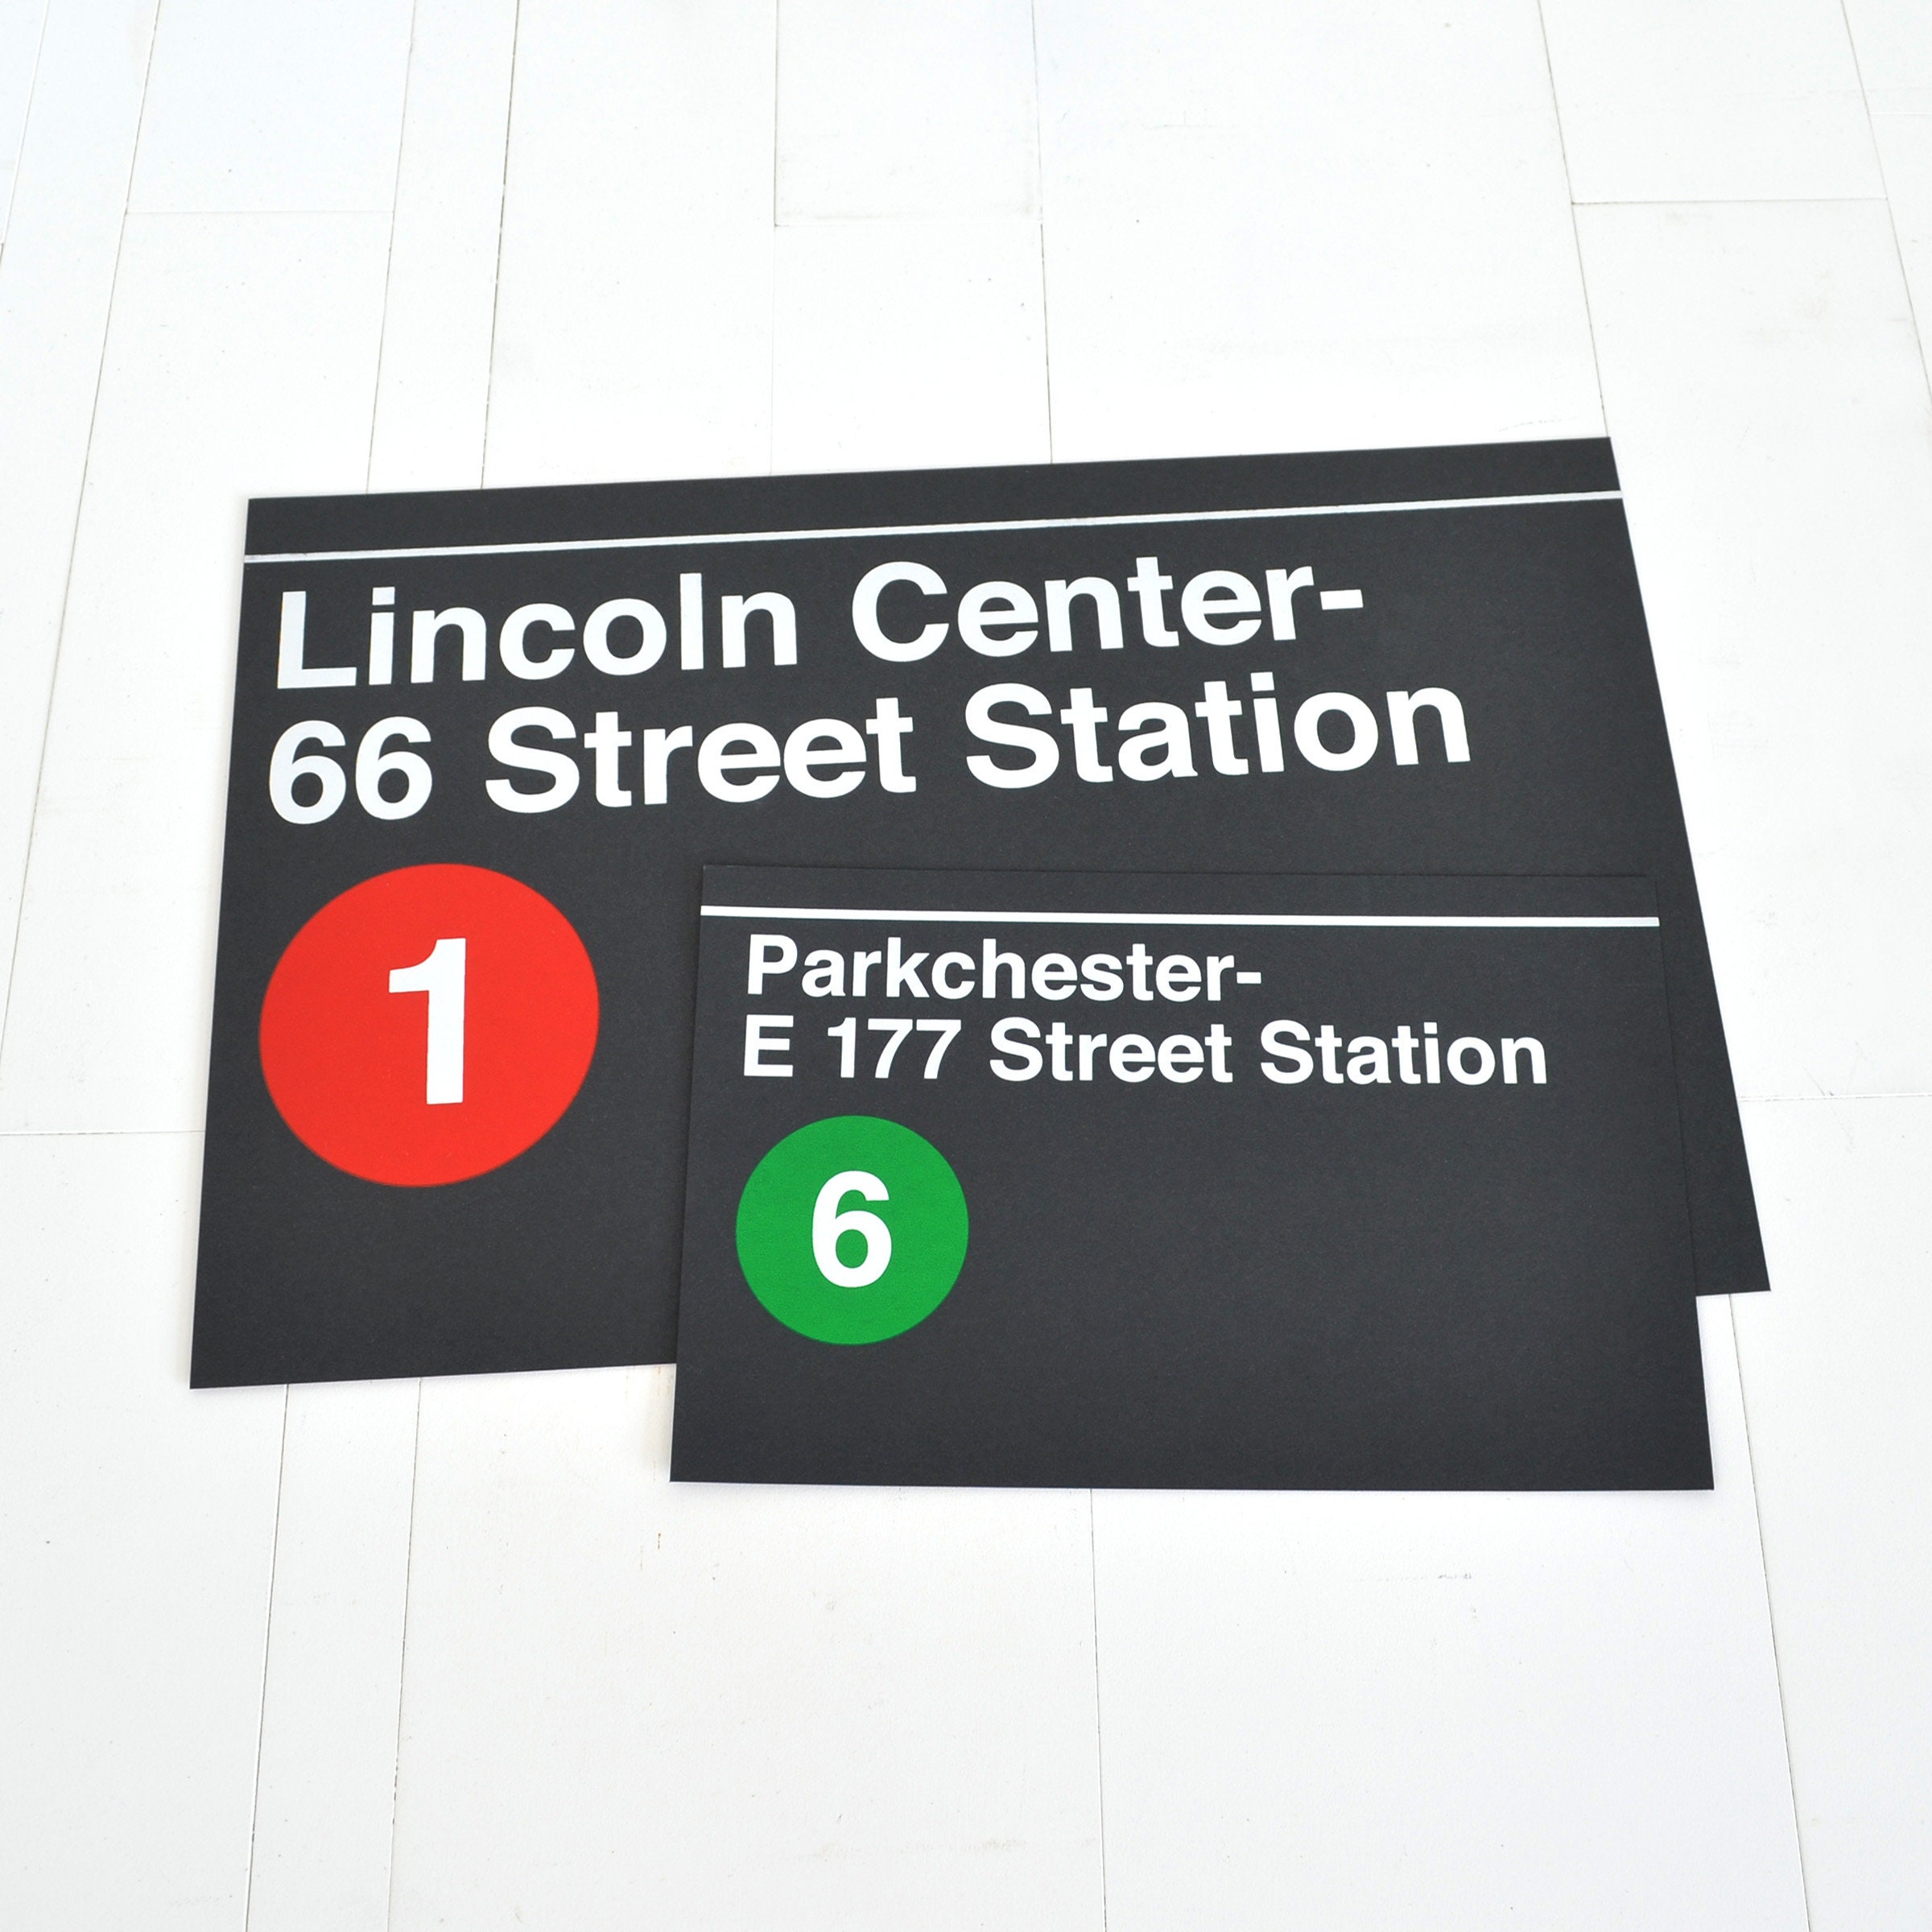 Lincoln Center-
66 Street Station
1
Parkchester-
E 177 Street Station
6